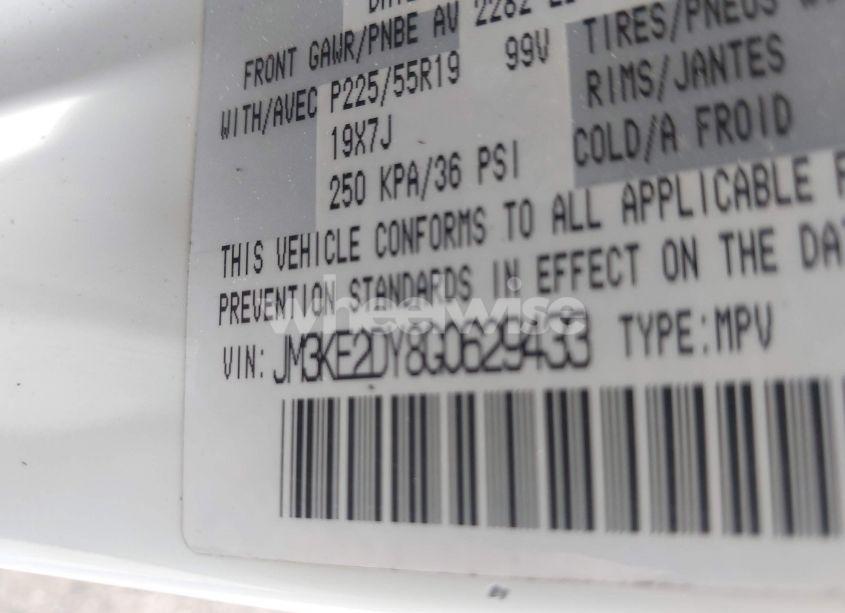 FRONT GAWR/PNBE AV 2282
WITH/AVEC P225/55R19 99V TIRES/PNEUS
19X7J RIMS/JANTES
250 KPA/36 PSI COLD/A FROID
THIS VEHICLE CONFORMS TO ALL APPLICABLE
PREVENTION STANDARDS IN EFFECT ON THE
wheelwise
VIN: JM3KE2DY8G0629433 TYPE:MPV